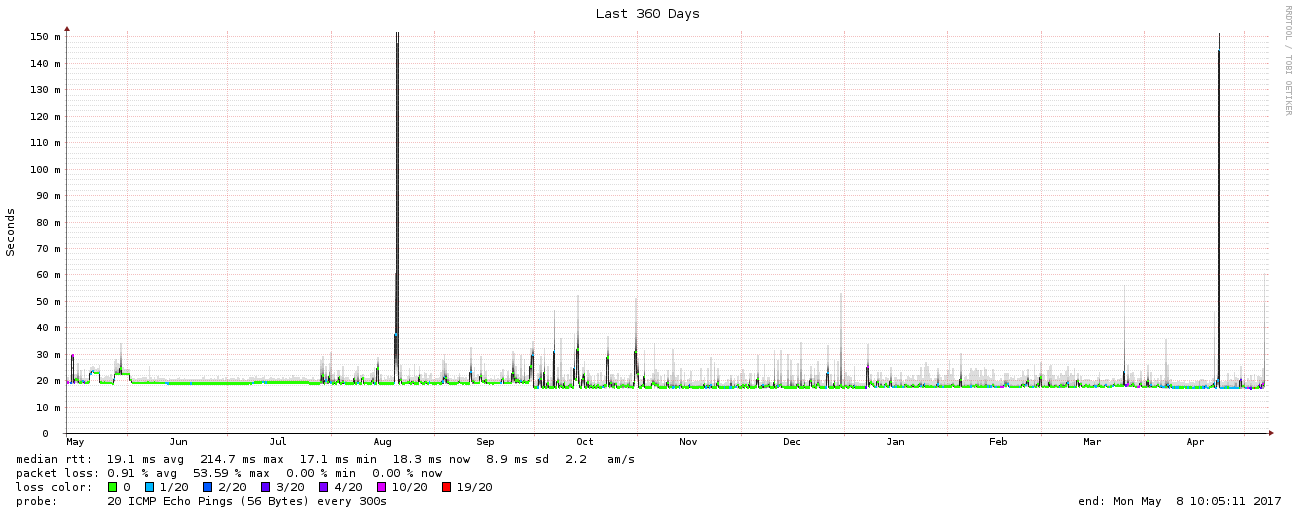 Last 360 Days
RRDTOOL / TOBI OETIKER
Seconds
150 m
140 m
130 m
120 m
110 m
100 m
90 m
80 m
70 m
60 m
50 m
40 m
30 m
20 m
10 m
0
May Jun Jul Aug Sep Oct Nov Dec Jan Feb Mar Apr
median rtt: 19.1 ms avg 214.7 ms max 17.1 ms min 18.3 ms now 8.9 ms sd 2.2 am/s
packet loss: 0.91 % avg 53.59 % max 0.00 % min 0.00 % now
loss color: 0 1/20 2/20 3/20 4/20 10/20 19/20
probe: 20 ICMP Echo Pings (56 Bytes) every 300s end: Mon May 8 10:05:11 2017